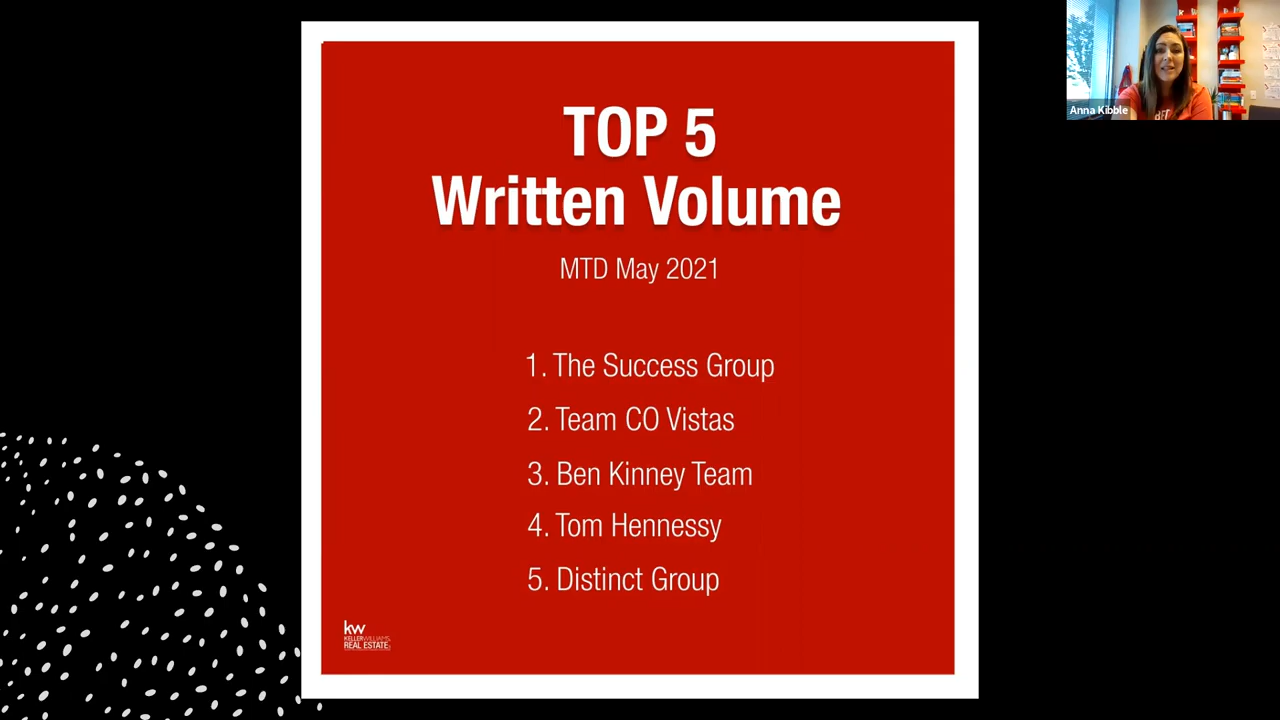 TOP 5
Written Volume
MTD May 2021
1. The Success Group
2. Team CO Vistas
3. Ben Kinney Team
4. Tom Hennessy
5. Distinct Group
kw
KELLERWILLIAMS.
REAL ESTATE
Anna Kibble